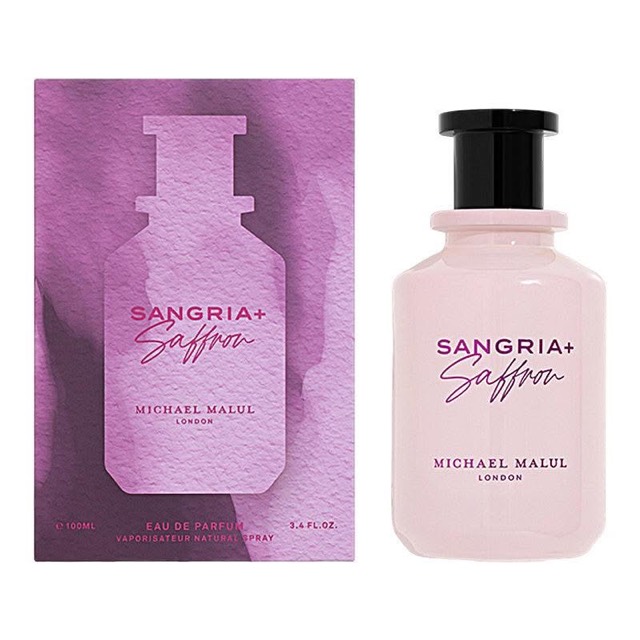 SANGRIA+
Saffron
MICHAEL MALUL
LONDON
℮100ML
EAU DE PARFUM
3.4 FL.OZ.
VAPORISATEUR NATURAL SPRAY
SANGRIA+
Saffron
MICHAEL MALUL
LONDON